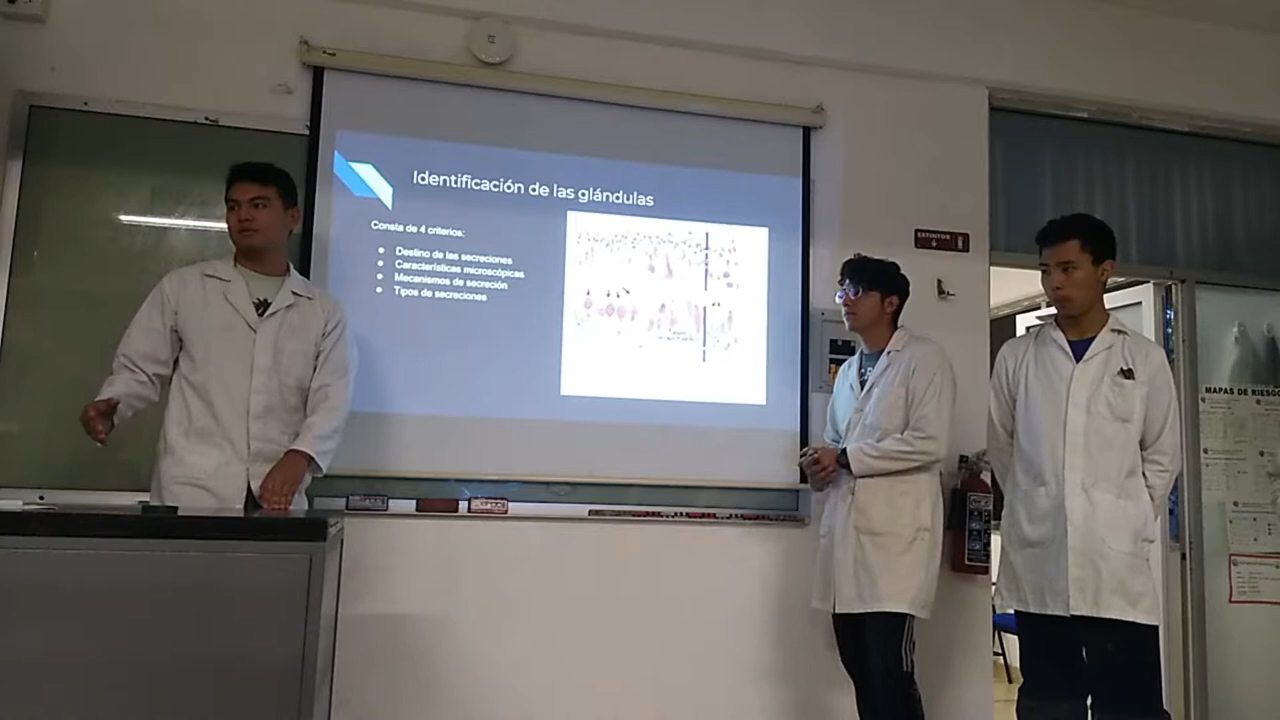 Identificación de las glándulas
Consta de 4 criterios:
Destino de las secreciones
Características microscópicas
Mecanismos de secreción
Tipos de secreciones
EXTINTOR
MAPAS DE RIESGO